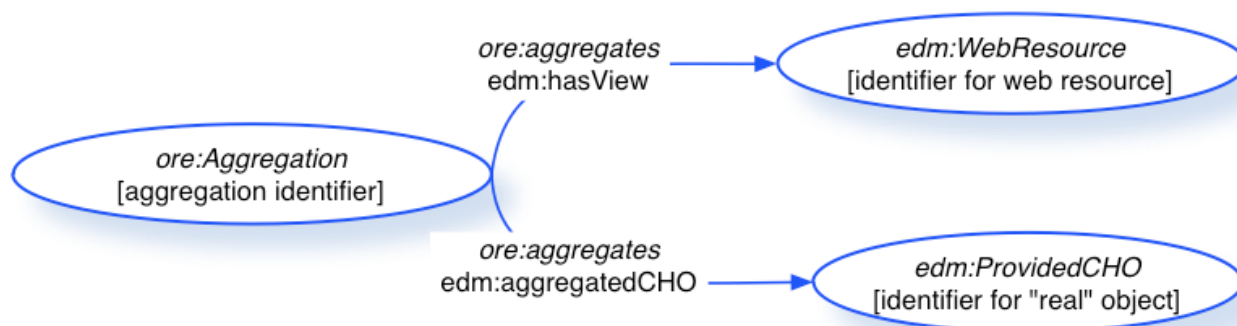 ore:aggregates
edm:hasView
edm:WebResource
[identifier for web resource]
ore:Aggregation
[aggregation identifier]
ore:aggregates
edm:aggregatedCHO
edm:ProvidedCHO
[identifier for "real" object]